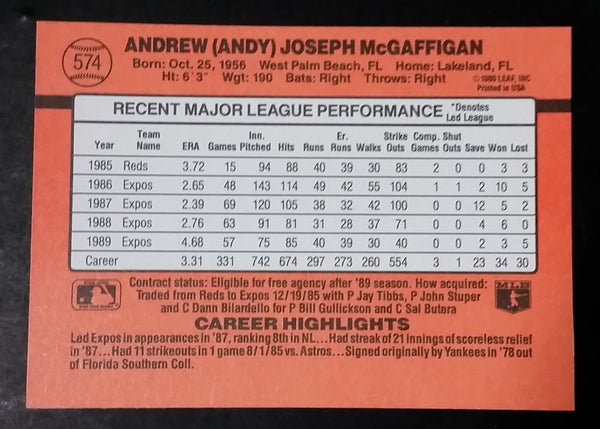 574
ANDREW (ANDY) JOSEPH McGAFFIGAN
Born: Oct. 25, 1956 West Palm Beach, FL Home: Lakeland, FL
Ht: 6' 3" Wgt: 190 Bats: Right Throws: Right
©1989 LEAF, INC
Printed in USA
RECENT MAJOR LEAGUE PERFORMANCE *Denotes Led League
Year Team Name ERA Games Inn. Pitched Hits Runs Er. Runs Walks Strike Outs Comp. Games Shut Outs Save Won Lost
1985 Reds 3.72 15 94 88 40 39 30 83 2 0 0 3 3
1986 Expos 2.65 48 143 114 49 42 55 104 1 1 2 10 5
1987 Expos 2.39 69 120 105 38 32 42 100 0 0 12 5 2
1988 Expos 2.76 63 91 81 31 28 37 71 0 0 4 6 0
1989 Expos 4.68 57 75 85 40 39 30 40 0 0 2 3 5
Career 3.31 331 742 674 297 273 260 554 3 1 23 34 30
Contract status: Eligible for free agency after '89 season. How acquired:
Traded from Reds to Expos 12/19/85 with P Jay Tibbs, P John Stuper
and C Dann Bilardello for P Bill Gullickson and C Sal Butera
MLB
CAREER HIGHLIGHTS
Led Expos in appearances in '87, ranking 8th in NL...Had streak of 21 innings of scoreless relief
in '87...Had 11 strikeouts in 1 game 8/1/85 vs. Astros...Signed originally by Yankees in '78 out
of Florida Southern Coll.